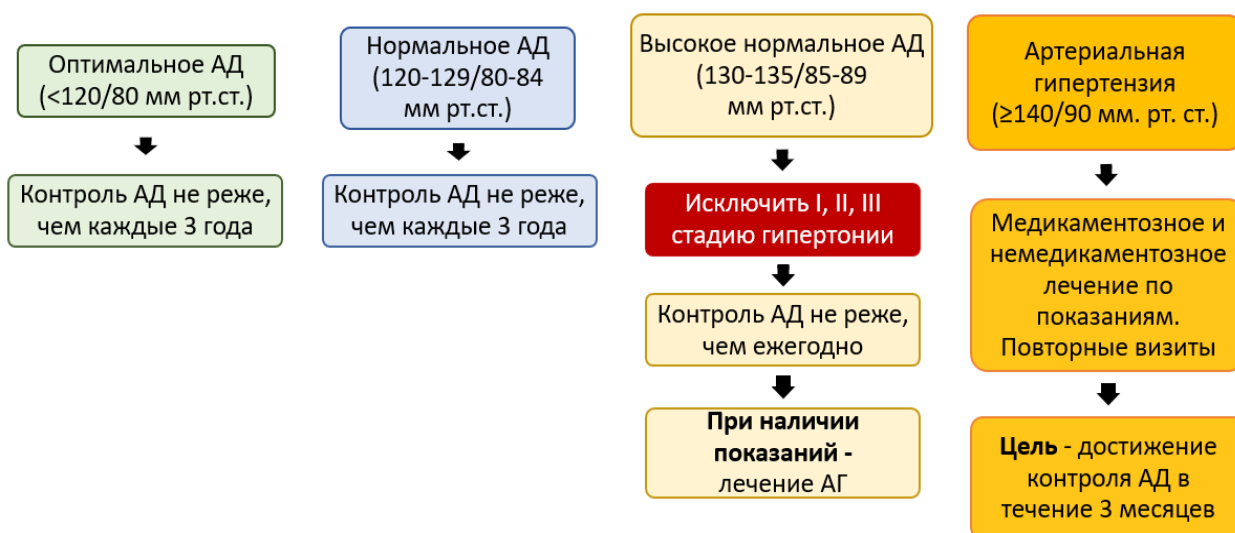 Оптимальное АД
(<120/80 мм рт.ст.)
Контроль АД не реже,
чем каждые 3 года
Нормальное АД
(120-129/80-84
мм рт.ст.)
Контроль АД не реже,
чем каждые 3 года
Высокое нормальное АД
(130-135/85-89
мм рт.ст.)
Исключить I, II, III
стадию гипертонии
Контроль АД не реже,
чем ежегодно
При наличии
показаний -
лечение АГ
Артериальная
гипертензия
(≥140/90 мм. рт. ст.)
Медикаментозное и
немедикаментозное
лечение по
показаниям.
Повторные визиты
Цель - достижение
контроля АД в
течение 3 месяцев